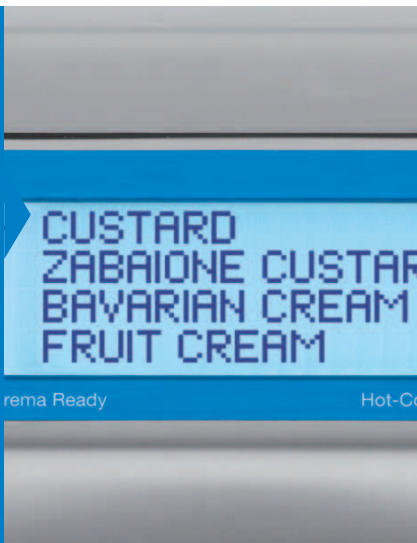 CUSTARD
ZABAIONE CUSTAR
BAVARIAN CREAM
FRUIT CREAM
rema Ready
Hot-Co